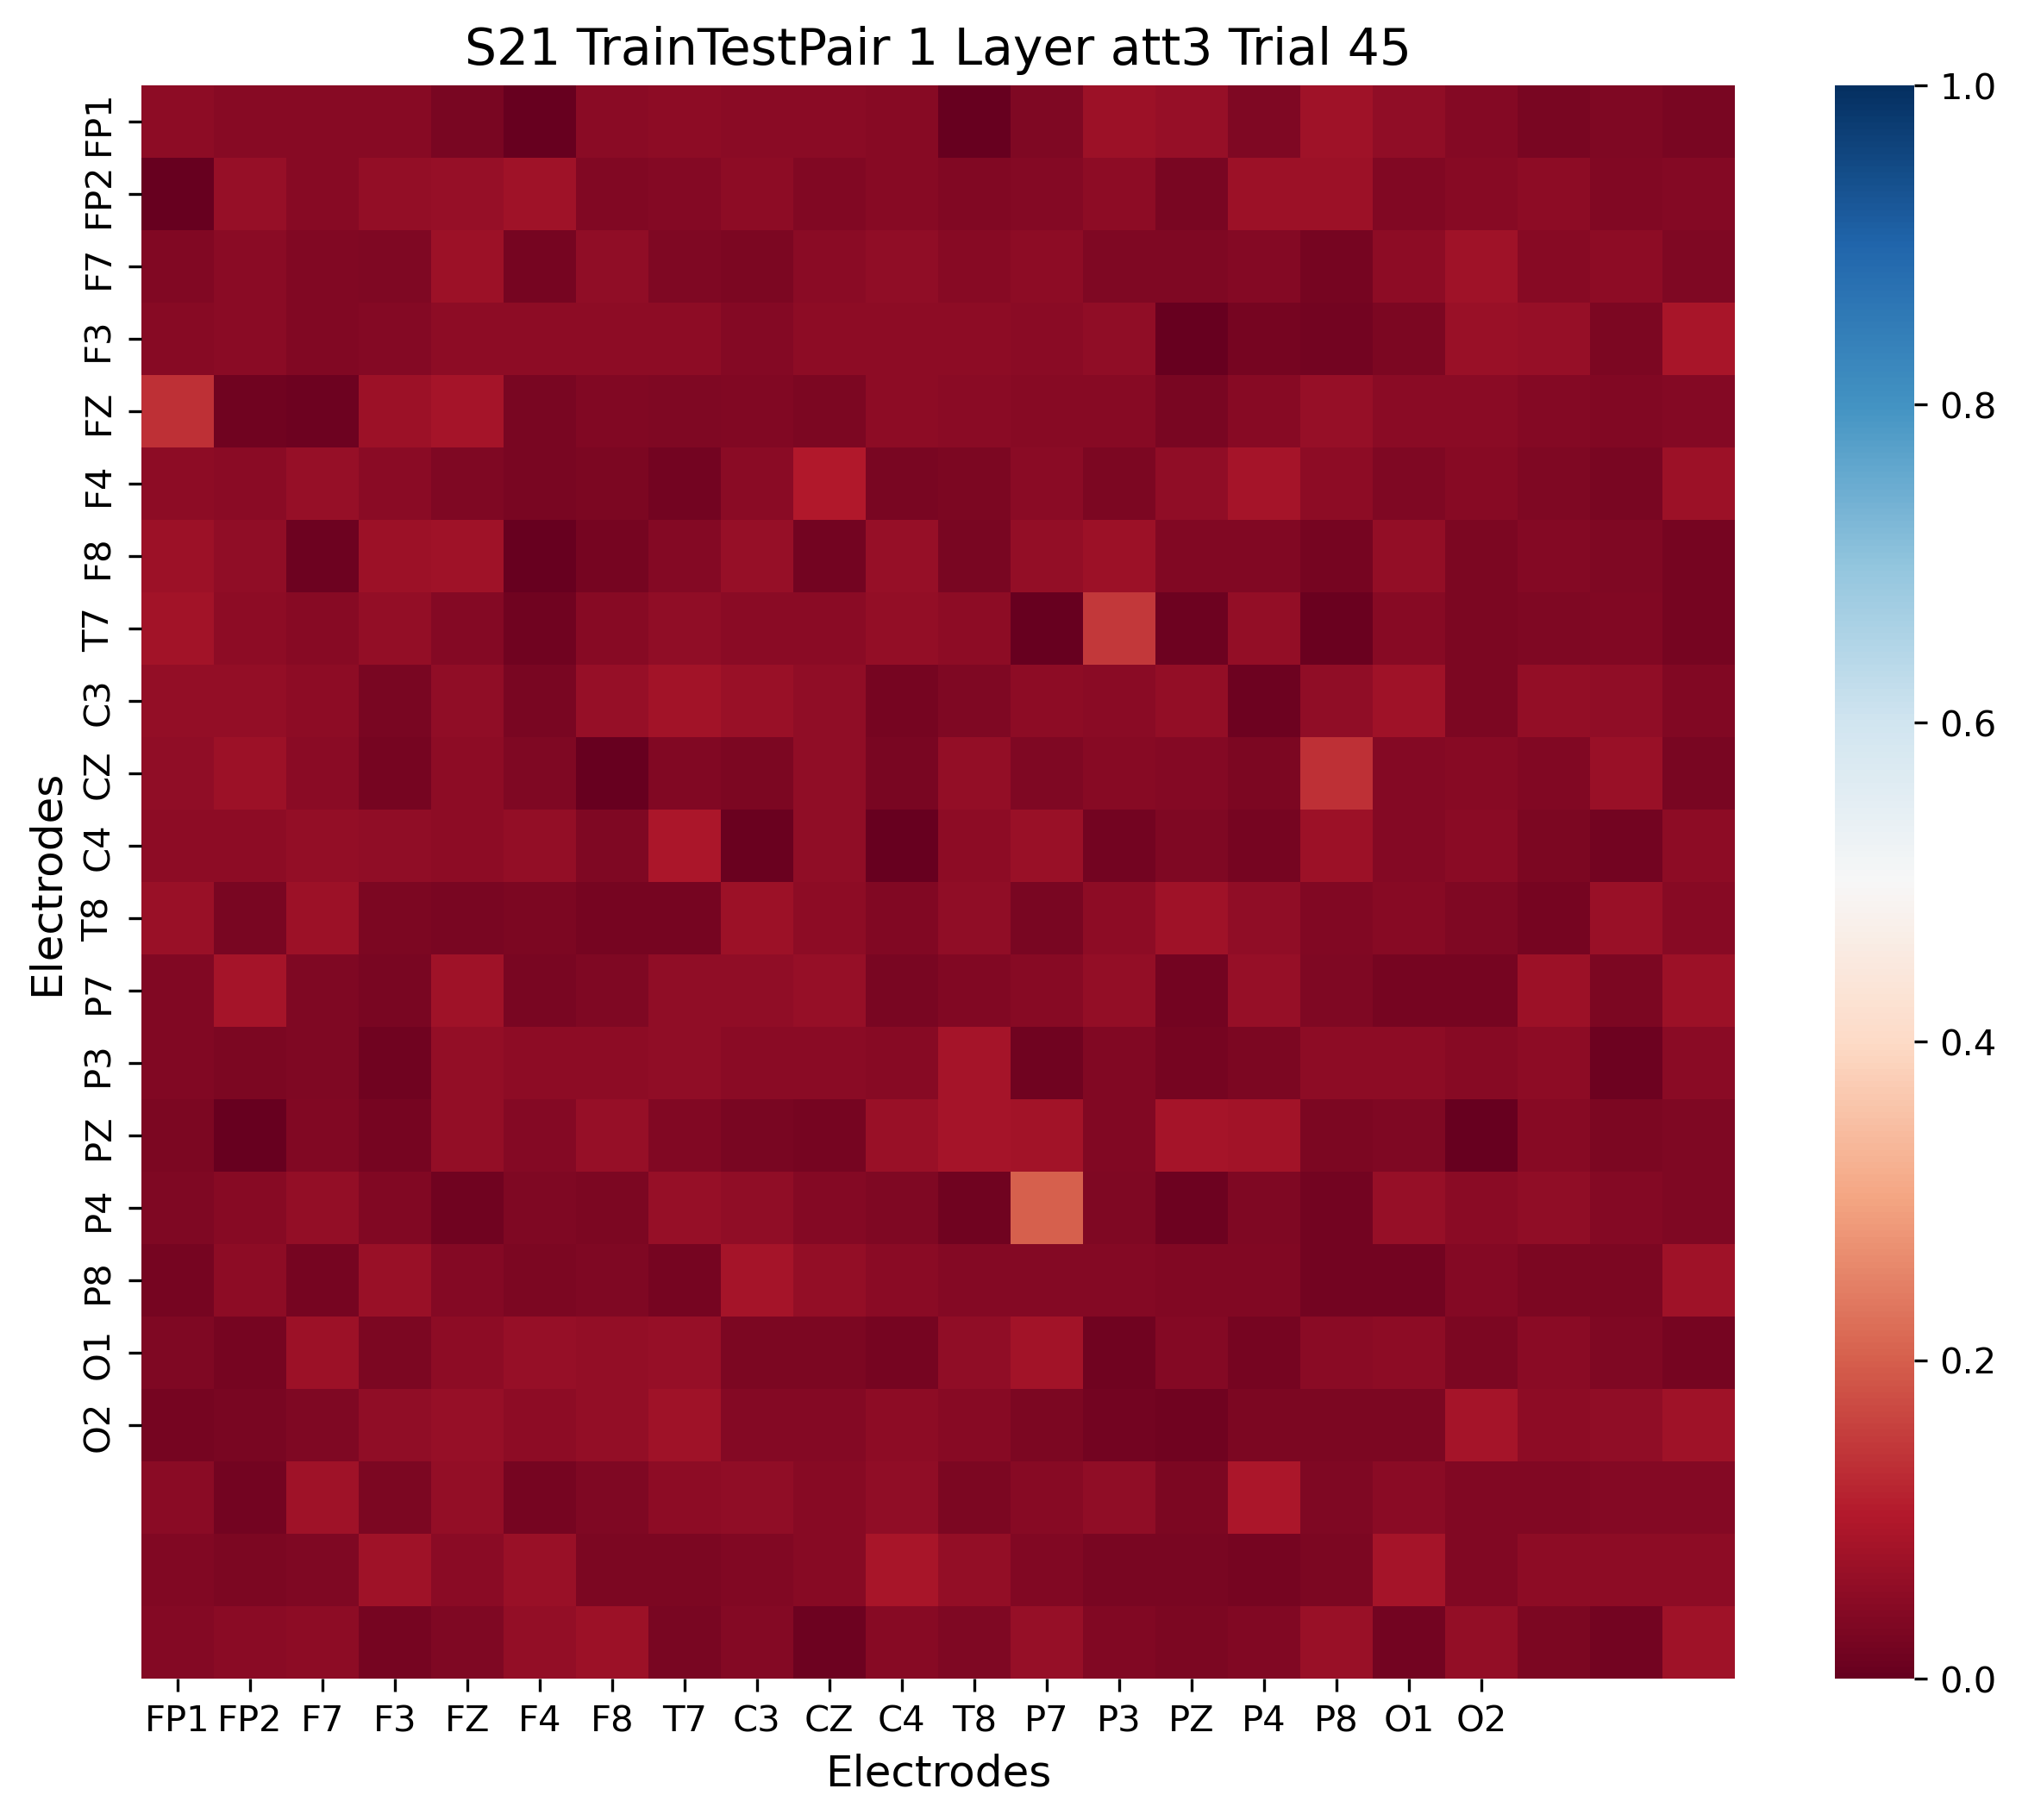 S21 TrainTestPair 1 Layer att3 Trial 45
Electrodes
FP1
FP2
F7
F3
FZ
F4
F8
T7
C3
CZ
C4
T8
P7
P3
PZ
P4
P8
O1
O2
FP1 FP2 F7 F3 FZ F4 F8 T7 C3 CZ C4 T8 P7 P3 PZ P4 P8 O1 O2
Electrodes
1.0
0.8
0.6
0.4
0.2
0.0